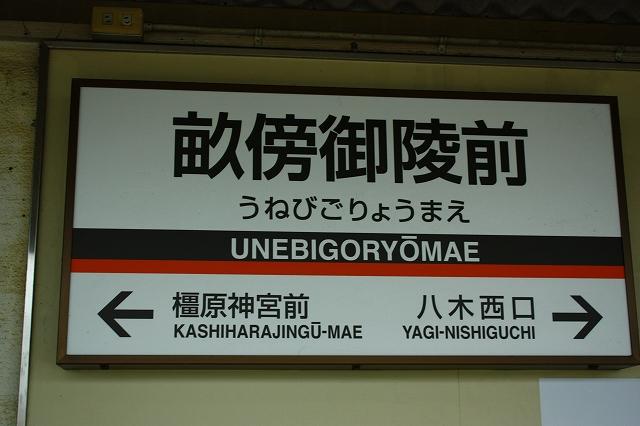 畝傍御陵前
うねびごりょうまえ
UNEBIGORYŌMAE
← 橿原神宮前 八木西口 →
KASHIHARAJINGŪ-MAE YAGI-NISHIGUCHI